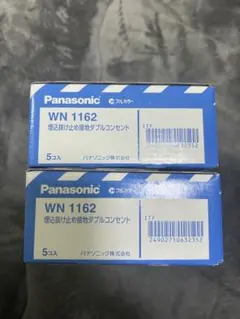 Panasonic フルカラー
WN 1162
埋込抜け止め接地ダブルコンセント
ITF
5コ入
パナソニック株式会社
Panasonic フルカラー
WN 1162
埋込抜け止め接地ダブルコンセント
ITF
5コ入
パナソニック株式会社